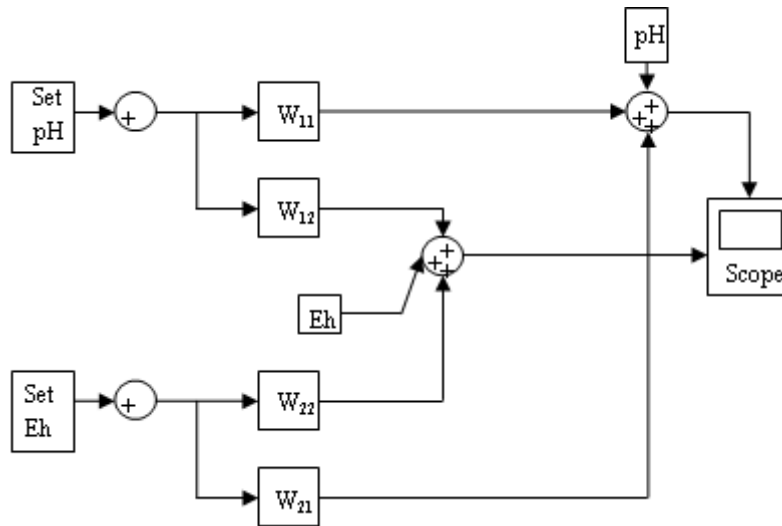 pH
Set
pH
+
W11
+
+
+
W12
+
+
+
Scope
Eh
Set
Eh
+
W22
W21